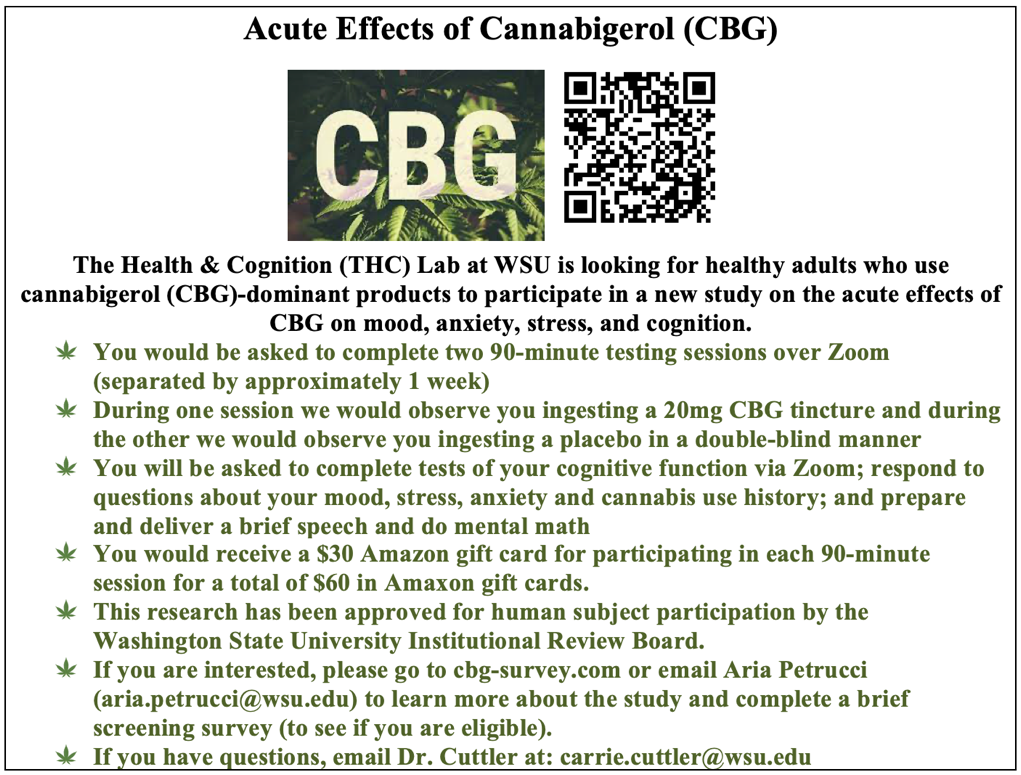 Acute Effects of Cannabigerol (CBG)
CBG
The Health & Cognition (THC) Lab at WSU is looking for healthy adults who use
cannabigerol (CBG)-dominant products to participate in a new study on the acute effects of
CBG on mood, anxiety, stress, and cognition.
You would be asked to complete two 90-minute testing sessions over Zoom
(separated by approximately 1 week)
During one session we would observe you ingesting a 20mg CBG tincture and during
the other we would observe you ingesting a placebo in a double-blind manner
You will be asked to complete tests of your cognitive function via Zoom; respond to
questions about your mood, stress, anxiety and cannabis use history; and prepare
and deliver a brief speech and do mental math
You would receive a $30 Amazon gift card for participating in each 90-minute
session for a total of $60 in Amaxon gift cards.
This research has been approved for human subject participation by the
Washington State University Institutional Review Board.
If you are interested, please go to cbg-survey.com or email Aria Petrucci
(aria.petrucci@wsu.edu) to learn more about the study and complete a brief
screening survey (to see if you are eligible).
If you have questions, email Dr. Cuttler at: carrie.cuttler@wsu.edu